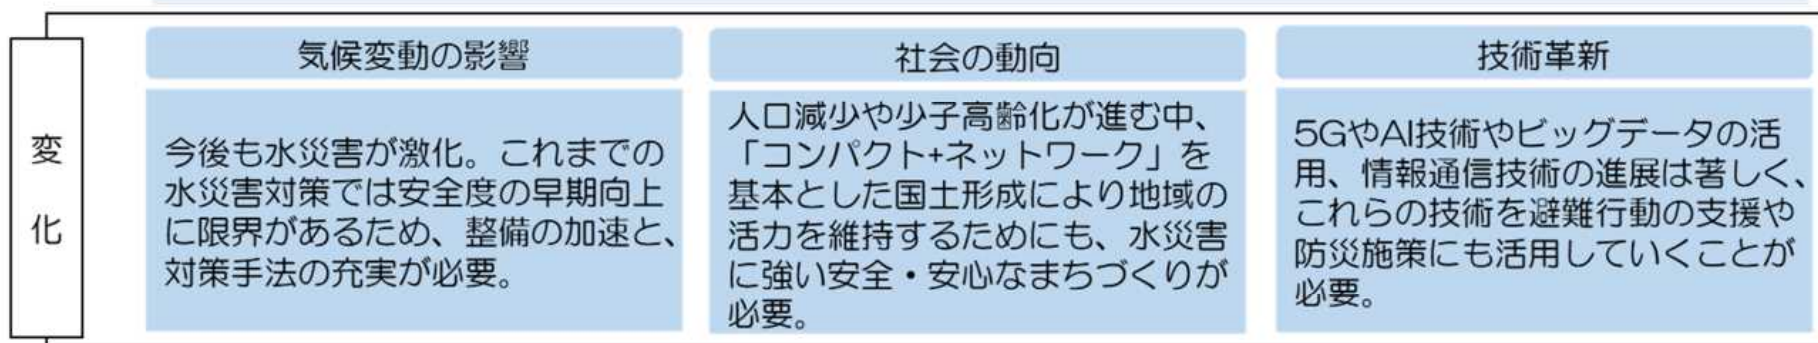 変
化
気候変動の影響
今後も水災害が激化。これまでの
水災害対策では安全度の早期向上
に限界があるため、整備の加速と、
対策手法の充実が必要。
社会の動向
人口減少や少子高齢化が進む中、
「コンパクト+ネットワーク」を
基本とした国土形成により地域の
活力を維持するためにも、水災害
に強い安全・安心なまちづくりが
必要。
技術革新
5GやAI技術やビッグデータの活
用、情報通信技術の進展は著しく、
これらの技術を避難行動の支援や
防災施策にも活用していくことが
必要。